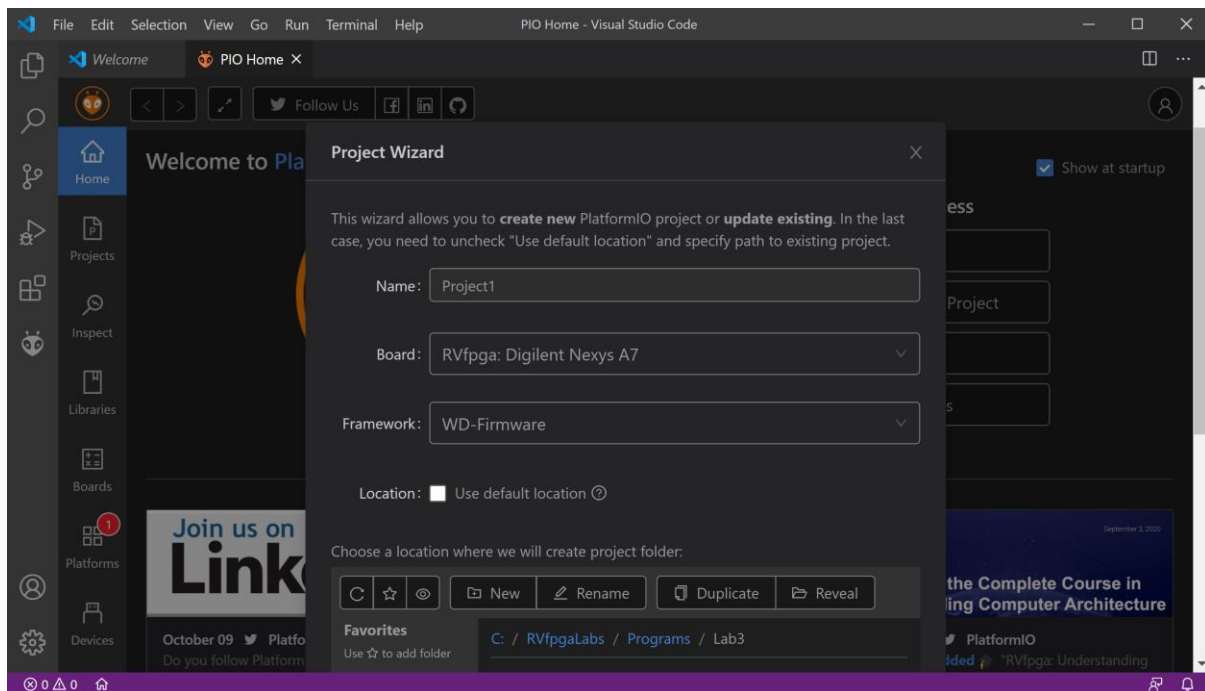 File Edit Selection View Go Run Terminal Help
PIO Home - Visual Studio Code
Welcome
PIO Home
Follow Us
Home
Projects
Inspect
Libraries
Boards
Platforms
1
Devices
Welcome to Pla
Show at startup
ess
Project
s
Project Wizard
This wizard allows you to create new PlatformIO project or update existing. In the last
case, you need to uncheck "Use default location" and specify path to existing project.
Name: Project1
Board: RVfpga: Digilent Nexys A7
Framework: WD-Firmware
Location: Use default location
Choose a location where we will create project folder:
New Rename Duplicate Reveal
Favorites
Use ☆ to add folder
C: / RVfpgaLabs / Programs / Lab3
Join us on
Link
October 09 Platfo
Do you follow Platform
September 3, 2020
the Complete Course in
ing Computer Architecture
PlatformIO
dded "RVfpga: Understanding
0 0